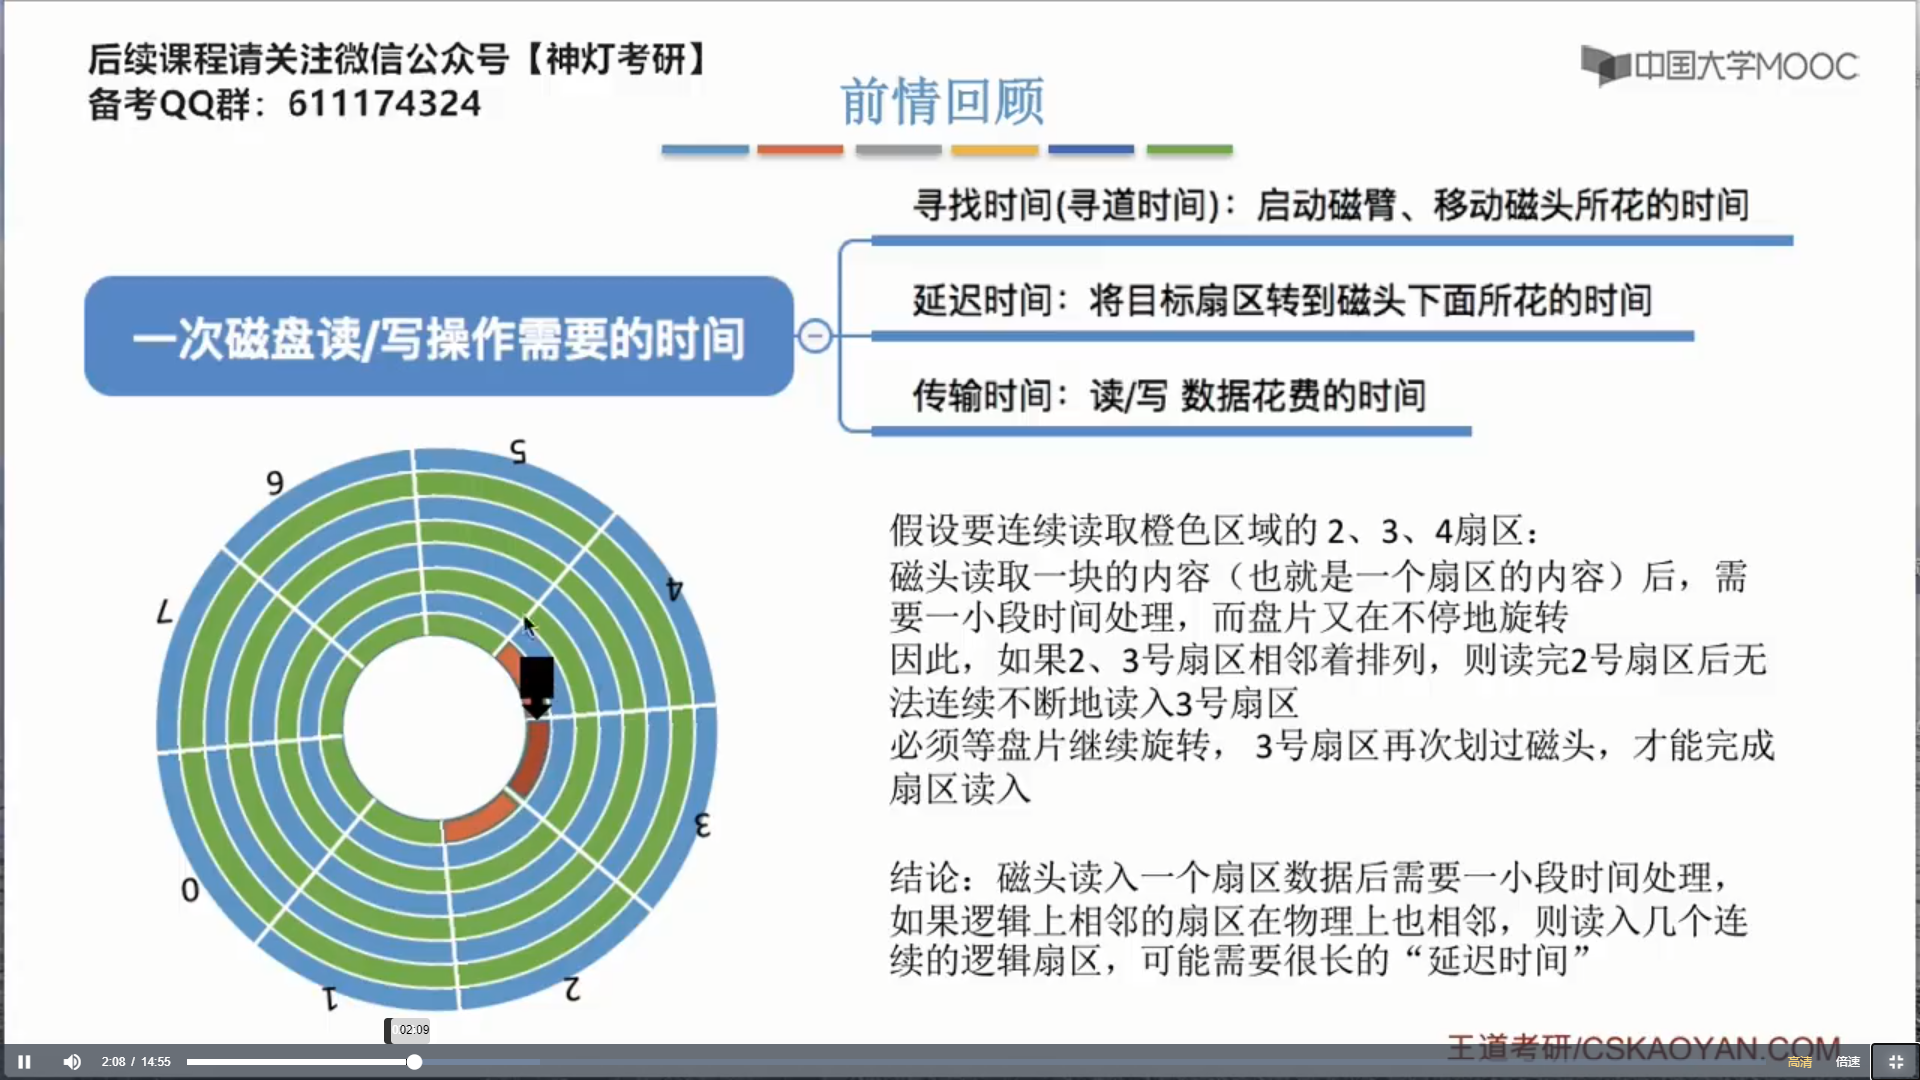 后续课程请关注微信公众号【神灯考研】
备考QQ群：611174324
中国大学MOOC
前情回顾
寻找时间(寻道时间)：启动磁臂、移动磁头所花的时间
延迟时间：将目标扇区转到磁头下面所花的时间
一次磁盘读/写操作需要的时间
传输时间：读/写 数据花费的时间
5
6
4
7
3
0
2
1
假设要连续读取橙色区域的 2、3、4扇区：
磁头读取一块的内容（也就是一个扇区的内容）后，需
要一小段时间处理，而盘片又在不停地旋转
因此，如果2、3号扇区相邻着排列，则读完2号扇区后无
法连续不断地读入3号扇区
必须等盘片继续旋转， 3号扇区再次划过磁头，才能完成
扇区读入
结论：磁头读入一个扇区数据后需要一小段时间处理，
如果逻辑上相邻的扇区在物理上也相邻，则读入几个连
续的逻辑扇区，可能需要很长的“延迟时间”
02:09
王道考研/CSKAOYAN.COM
2:08 / 14:55
高清
倍速